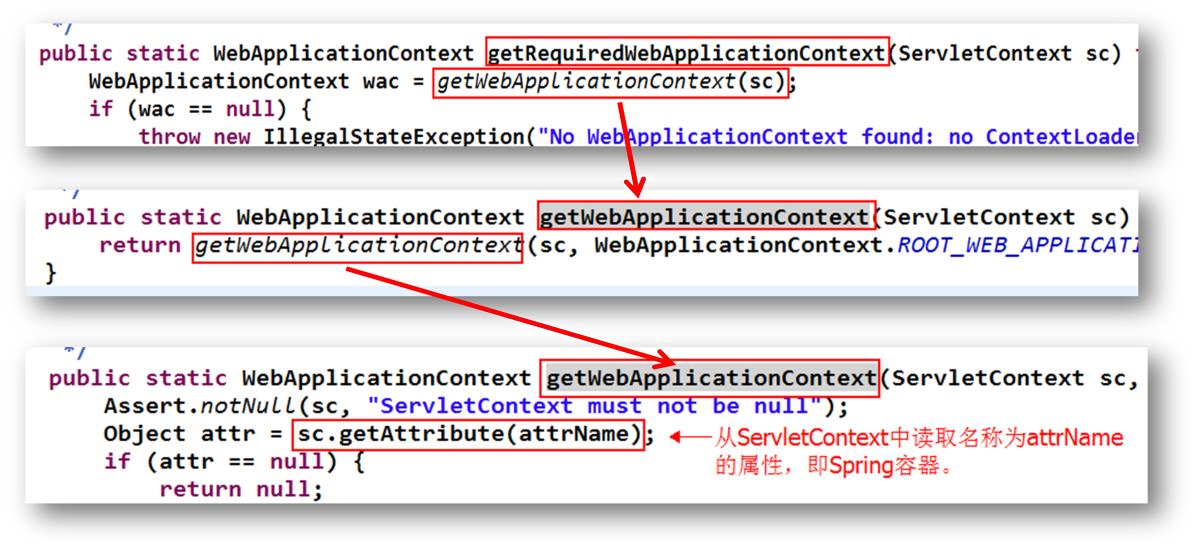 */
public static WebApplicationContext getRequiredWebApplicationContext(ServletContext sc)
WebApplicationContext wac = getWebApplicationContext(sc);
if (wac == null) {
throw new IllegalStateException("No WebApplicationContext found: no ContextLoader
*/
public static WebApplicationContext getWebApplicationContext(ServletContext sc)
return getWebApplicationContext(sc, WebApplicationContext.ROOT_WEB_APPLICATI
}
*/
public static WebApplicationContext getWebApplicationContext(ServletContext sc,
Assert.notNull(sc, "ServletContext must not be null");
Object attr = sc.getAttribute(attrName); 从ServletContext中读取名称为attrName
的属性，即Spring容器。
if (attr == null) {
return null;